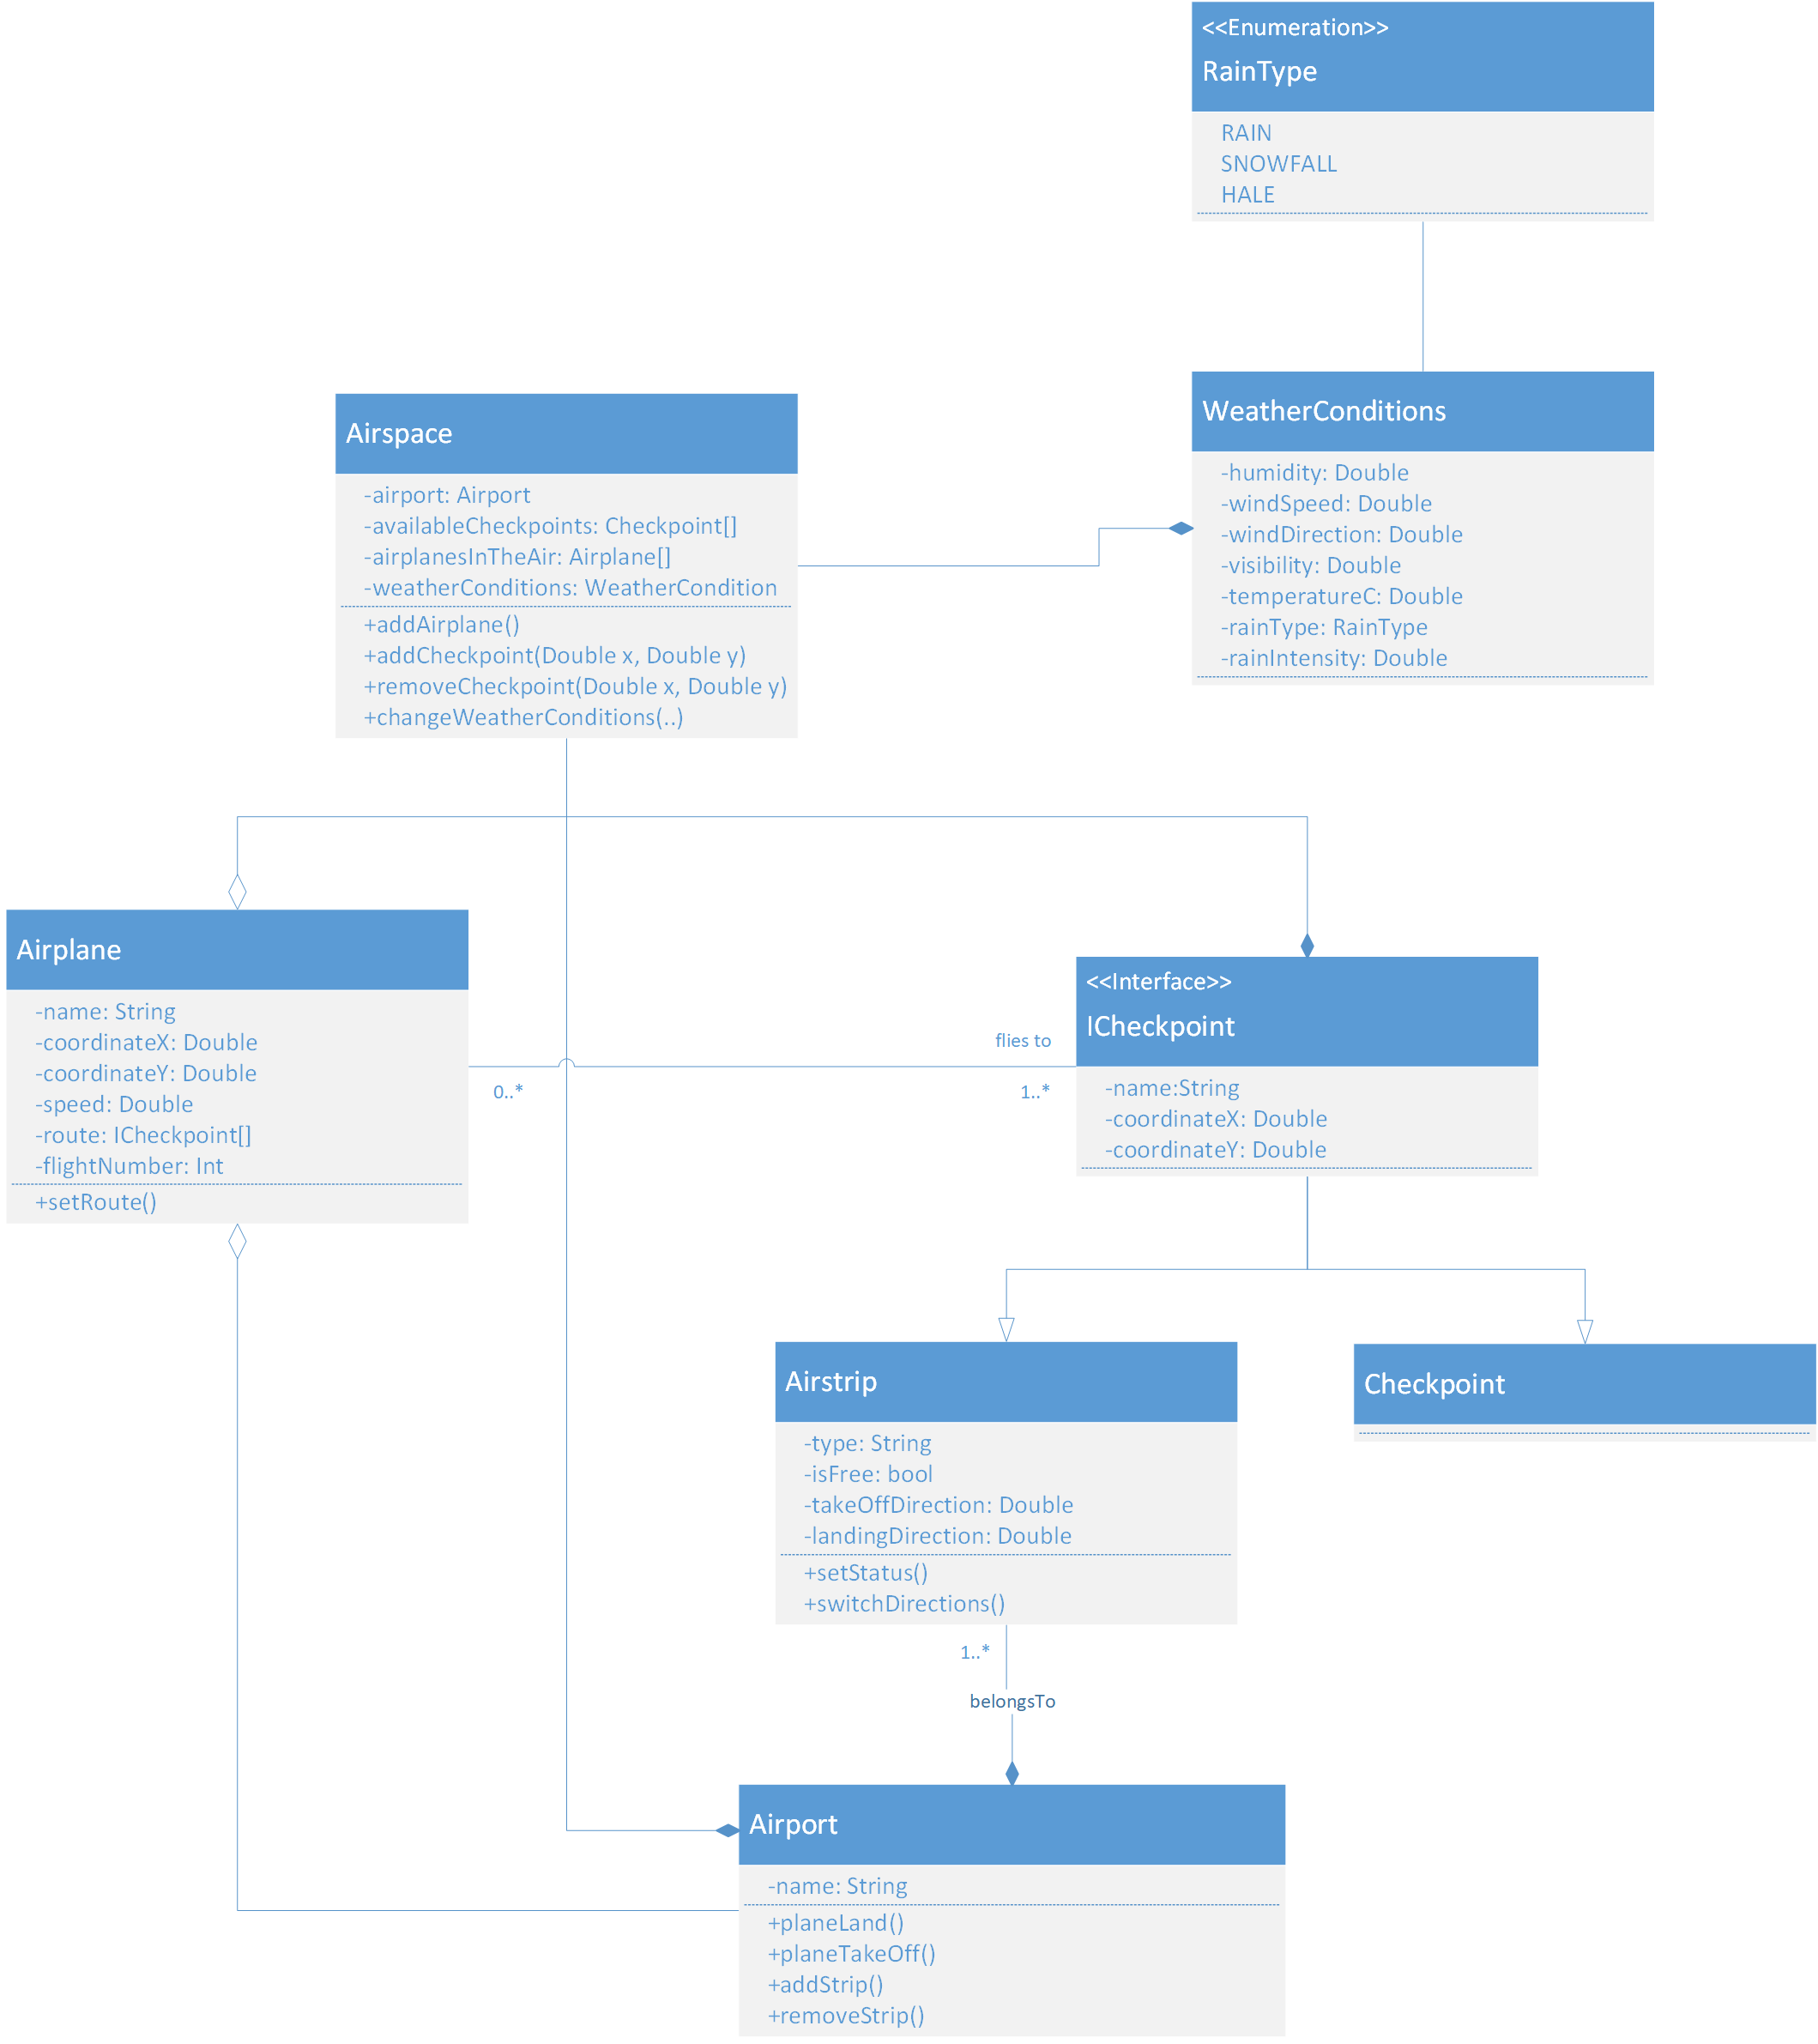 <<Enumeration>>
RainType
RAIN
SNOWFALL
HALE
WeatherConditions
-humidity: Double
-windSpeed: Double
-windDirection: Double
-visibility: Double
-temperatureC: Double
-rainType: RainType
-rainIntensity: Double
Airspace
-airport: Airport
-availableCheckpoints: Checkpoint[]
-airplanesInTheAir: Airplane[]
-weatherConditions: WeatherCondition
+addAirplane()
+addCheckpoint(Double x, Double y)
+removeCheckpoint(Double x, Double y)
+changeWeatherConditions(..)
Airplane
-name: String
-coordinateX: Double
-coordinateY: Double
-speed: Double
-route: ICheckpoint[]
-flightNumber: Int
+setRoute()
flies to
0..*
1..*
<<Interface>>
ICheckpoint
-name:String
-coordinateX: Double
-coordinateY: Double
Airstrip
-type: String
-isFree: bool
-takeOffDirection: Double
-landingDirection: Double
+setStatus()
+switchDirections()
Checkpoint
1..*
belongsTo
Airport
-name: String
+planeLand()
+planeTakeOff()
+addStrip()
+removeStrip()